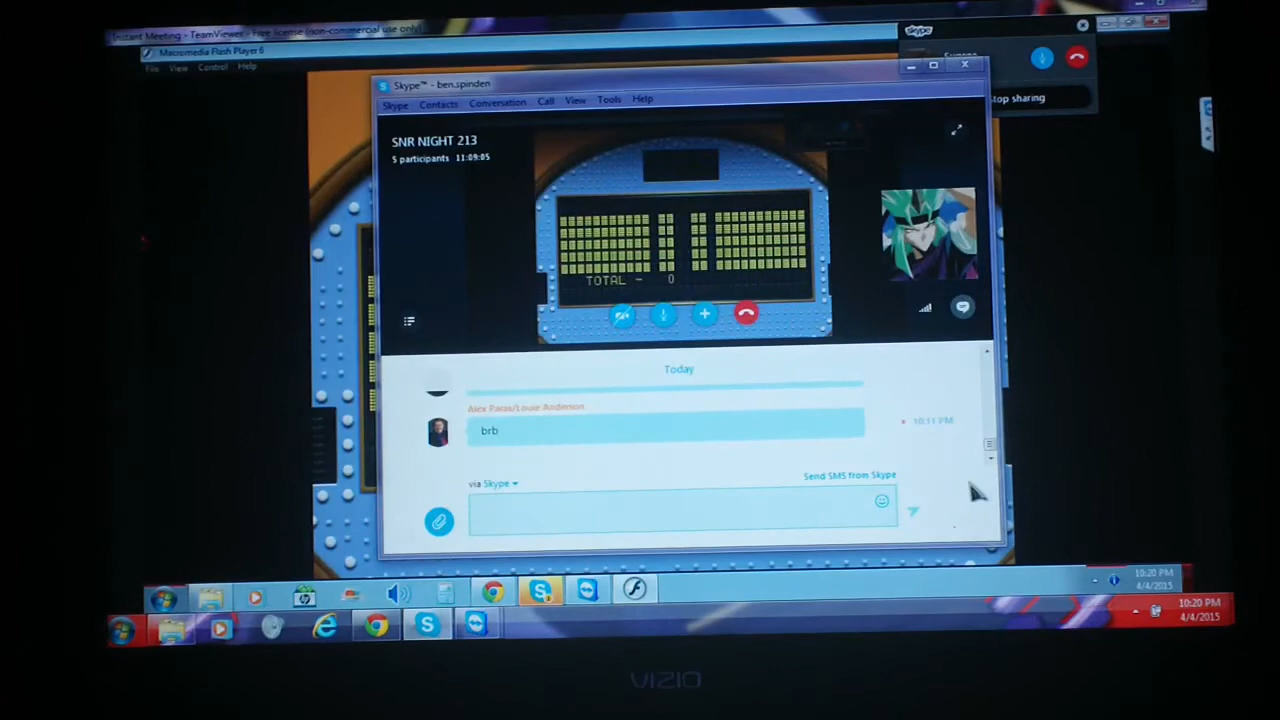 Instant Meeting - TeamViewer - Free license (non-commercial use only)
Macromedia Flash Player 6
File View Control Help
skype
Stop sharing
Skype™ - ben.spinden
Skype Contacts Conversation Call View Tools Help
SNR NIGHT 213
5 participants 11:09:05
TOTAL - 0
Today
Alex Paras/Louie Anderson
brb
10:11 PM
via Skype
Send SMS from Skype
10:20 PM
4/4/2015
10:20 PM
4/4/2015
VIZIO